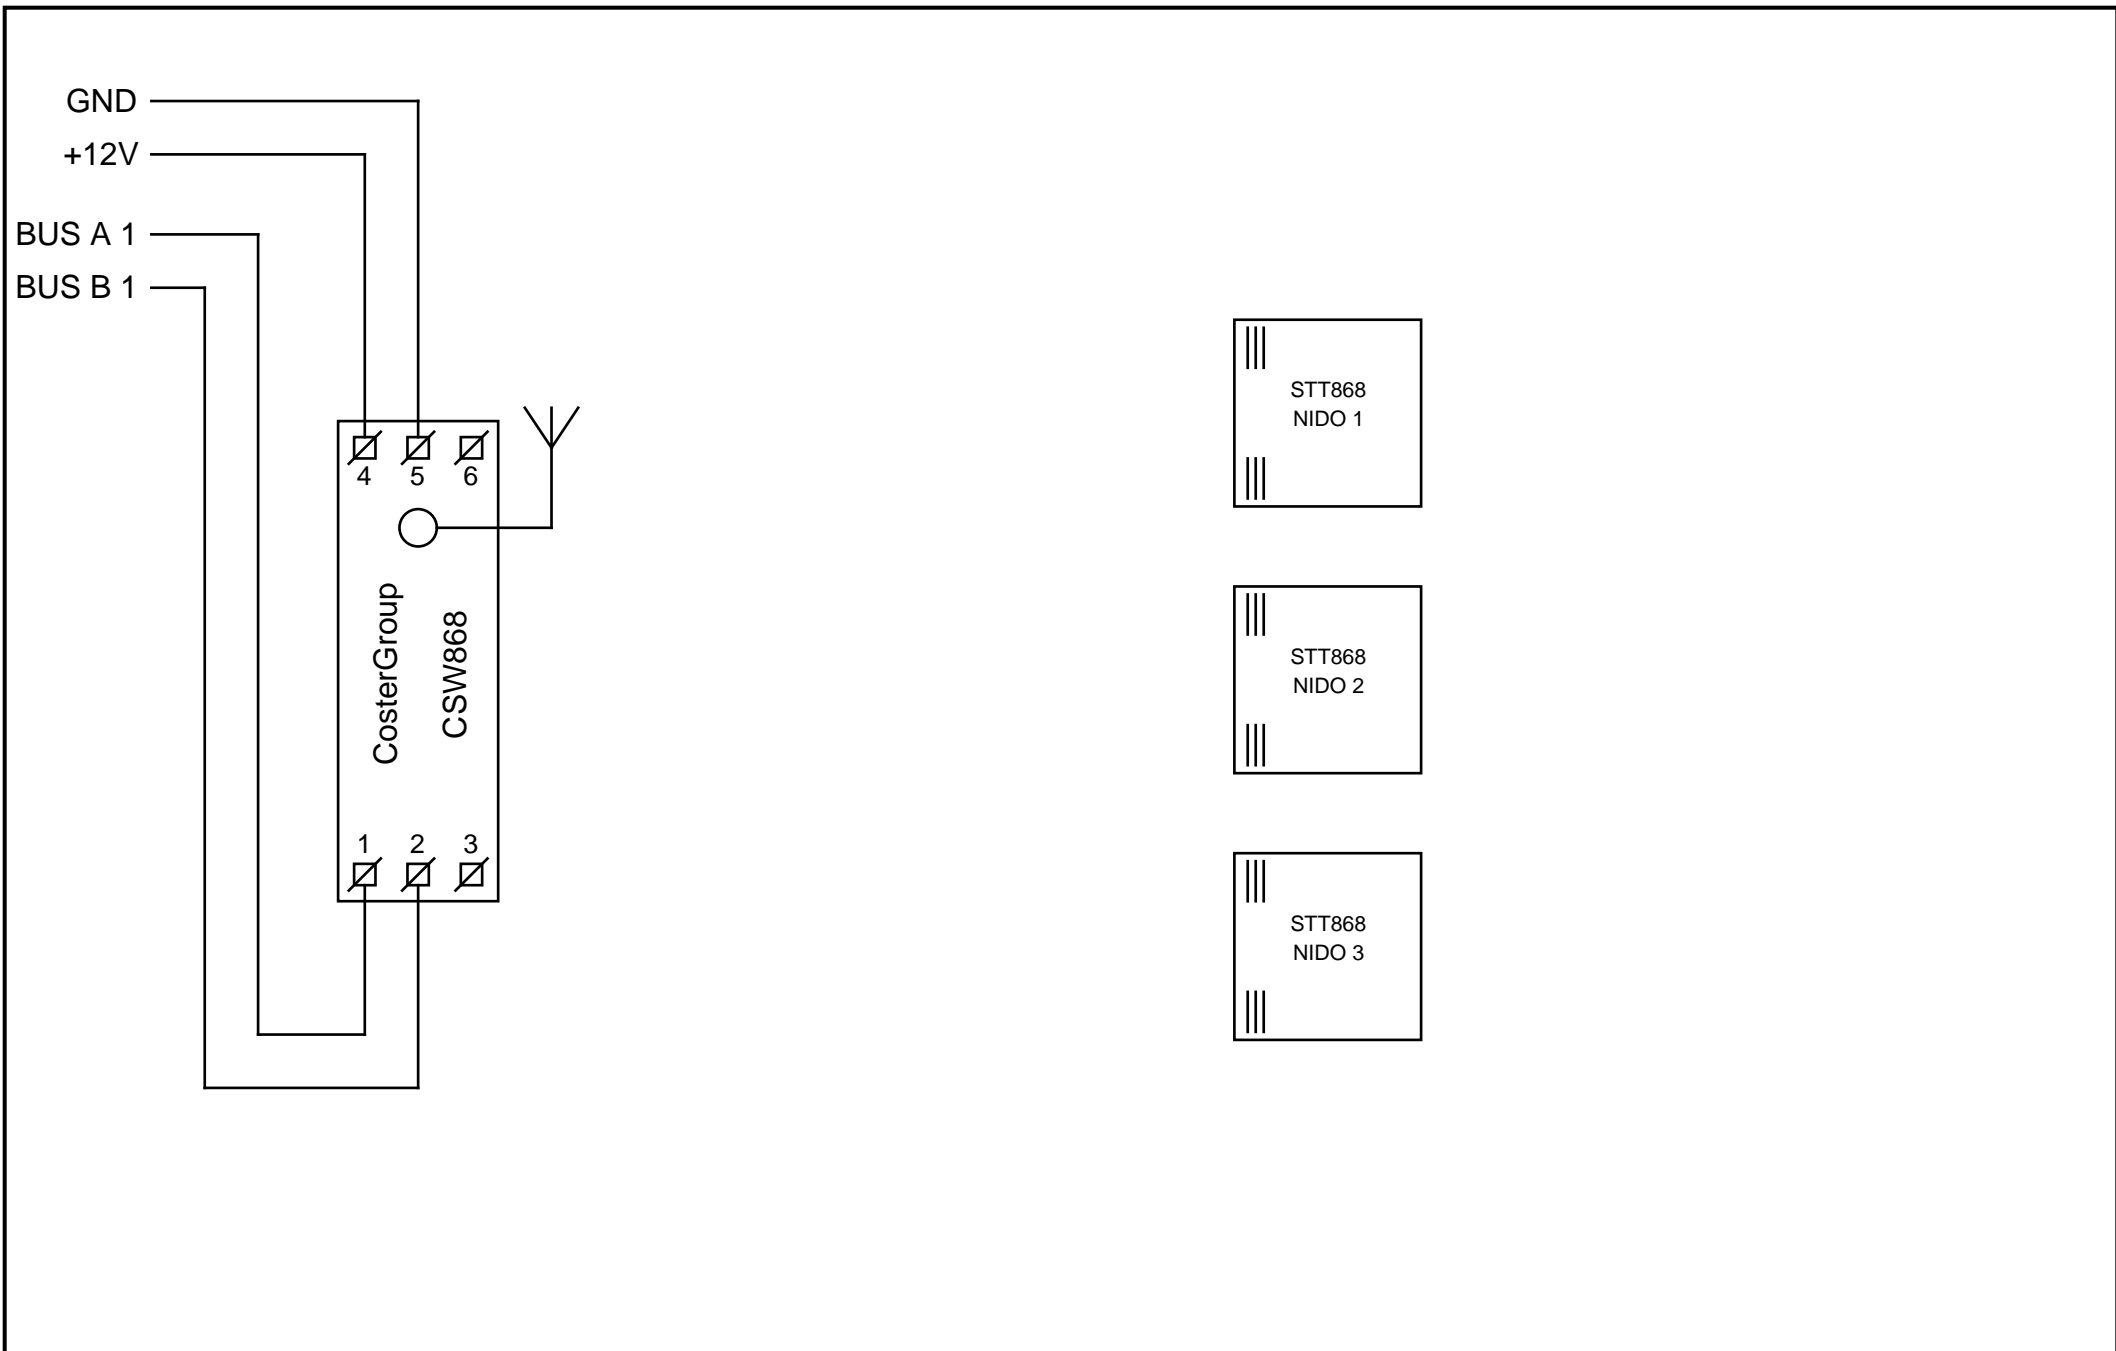 GND
+12V
BUS A 1
BUS B 1
4 5 6
CosterGroup
CSW868
1 2 3
STT868
NIDO 1
STT868
NIDO 2
STT868
NIDO 3